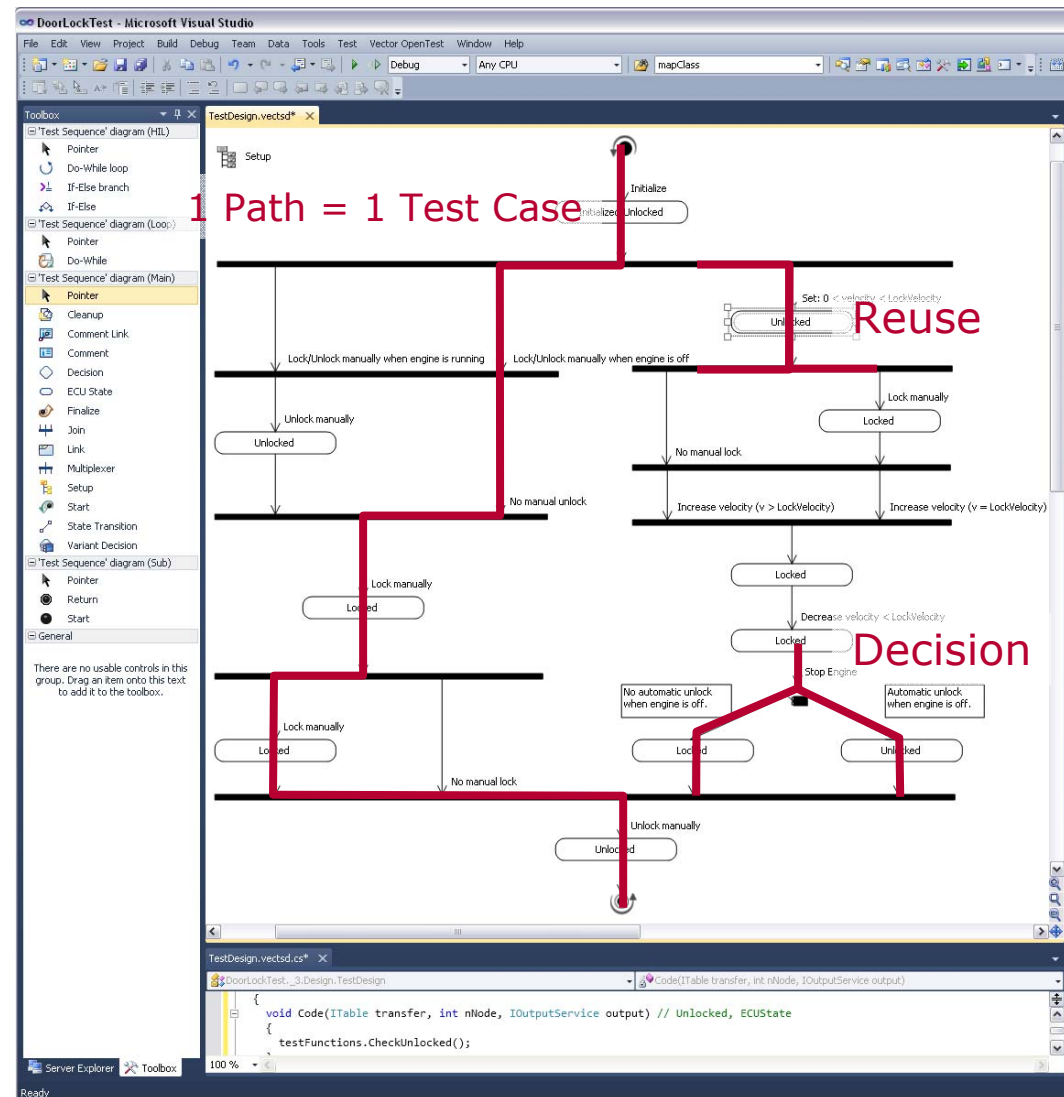 DoorLockTest - Microsoft Visual Studio
File Edit View Project Build Debug Team Data Tools Test Vector OpenTest Window Help
Debug Any CPU mapClass
Toolbox
TestDesign.vectsd*
'Test Sequence' diagram (HIL)
Pointer
Do-While loop
If-Else branch
If-Else
'Test Sequence' diagram (Loop)
Pointer
Do-While
'Test Sequence' diagram (Main)
Pointer
Cleanup
Comment Link
Comment
Decision
ECU State
Finalize
Join
Link
Multiplexer
Setup
Start
State Transition
Variant Decision
'Test Sequence' diagram (Sub)
Pointer
Return
Start
General
There are no usable controls in this
group. Drag an item onto this text
to add it to the toolbox.
Server Explorer Toolbox
Setup
Initialize
1 Path = 1 Test Case
Initialized Unlocked
Set: 0 < velocity < LockVelocity
Unlocked
Reuse
Lock/Unlock manually when engine is running
Lock/Unlock manually when engine is off
Lock manually
Locked
Unlock manually
Unlocked
No manual lock
No manual unlock
Increase velocity (v > LockVelocity)
Increase velocity (v = LockVelocity)
Locked
Lock manually
Locked
Decrease velocity < LockVelocity
Locked
Decision
Stop Engine
No automatic unlock
when engine is off.
Automatic unlock
when engine is off.
Lock manually
Locked
Locked
Unlocked
No manual lock
Unlock manually
Unlocked
TestDesign.vectsd.cs*
DoorLockTest._3.Design.TestDesign
Code(ITable transfer, int nNode, IOutputService output)
{
void Code(ITable transfer, int nNode, IOutputService output) // Unlocked, ECUState
{
testFunctions.CheckUnlocked();
100 %
Ready